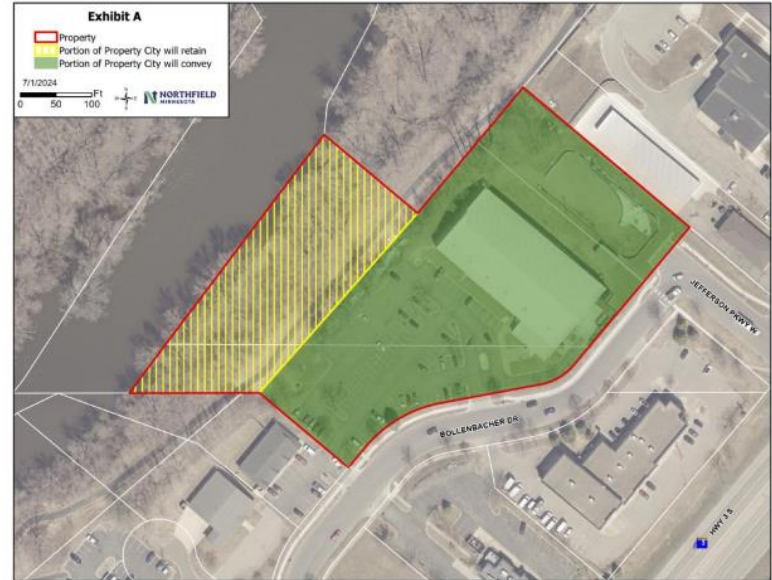 Exhibit A
Property
Portion of Property City will retain
Portion of Property City will convey
7/1/2024
Ft
0 50 100
NORTHFIELD
MINNESOTA
JEFFERSON PKWY W
BOLLENBACHER DR
HWY 3 S